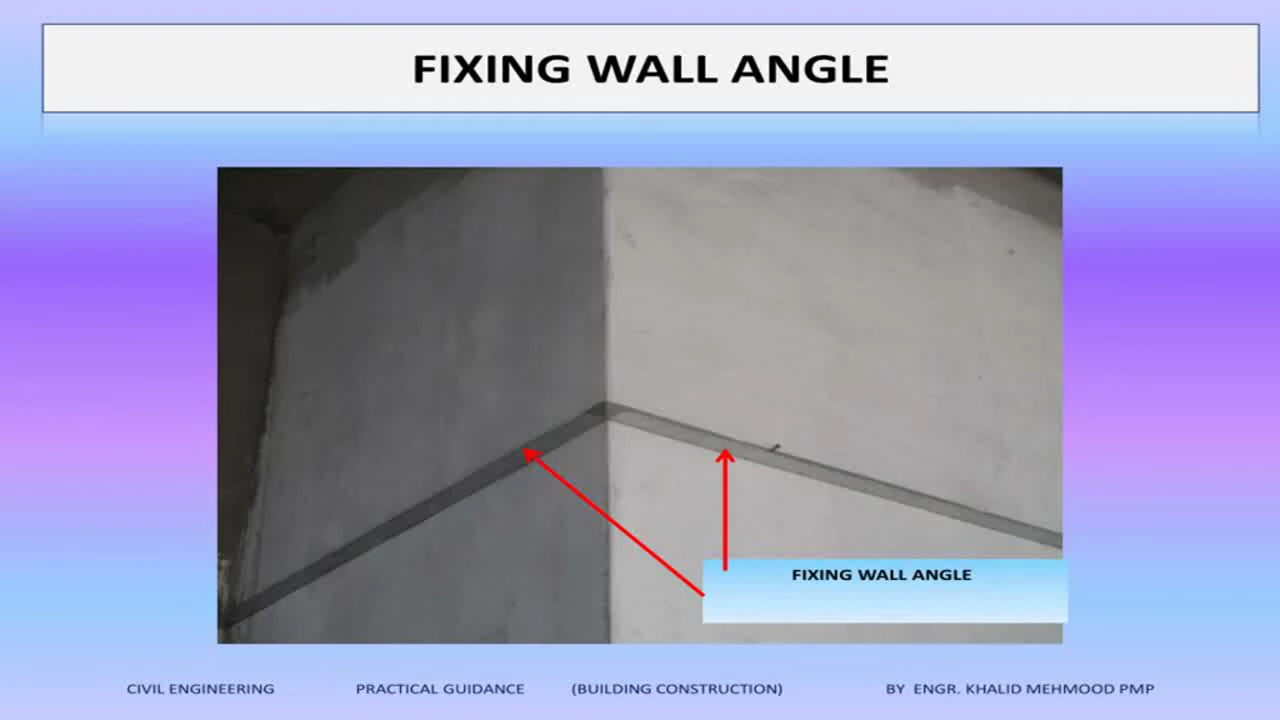 FIXING WALL ANGLE
FIXING WALL ANGLE
CIVIL ENGINEERING PRACTICAL GUIDANCE (BUILDING CONSTRUCTION) BY ENGR. KHALID MEHMOOD PMP